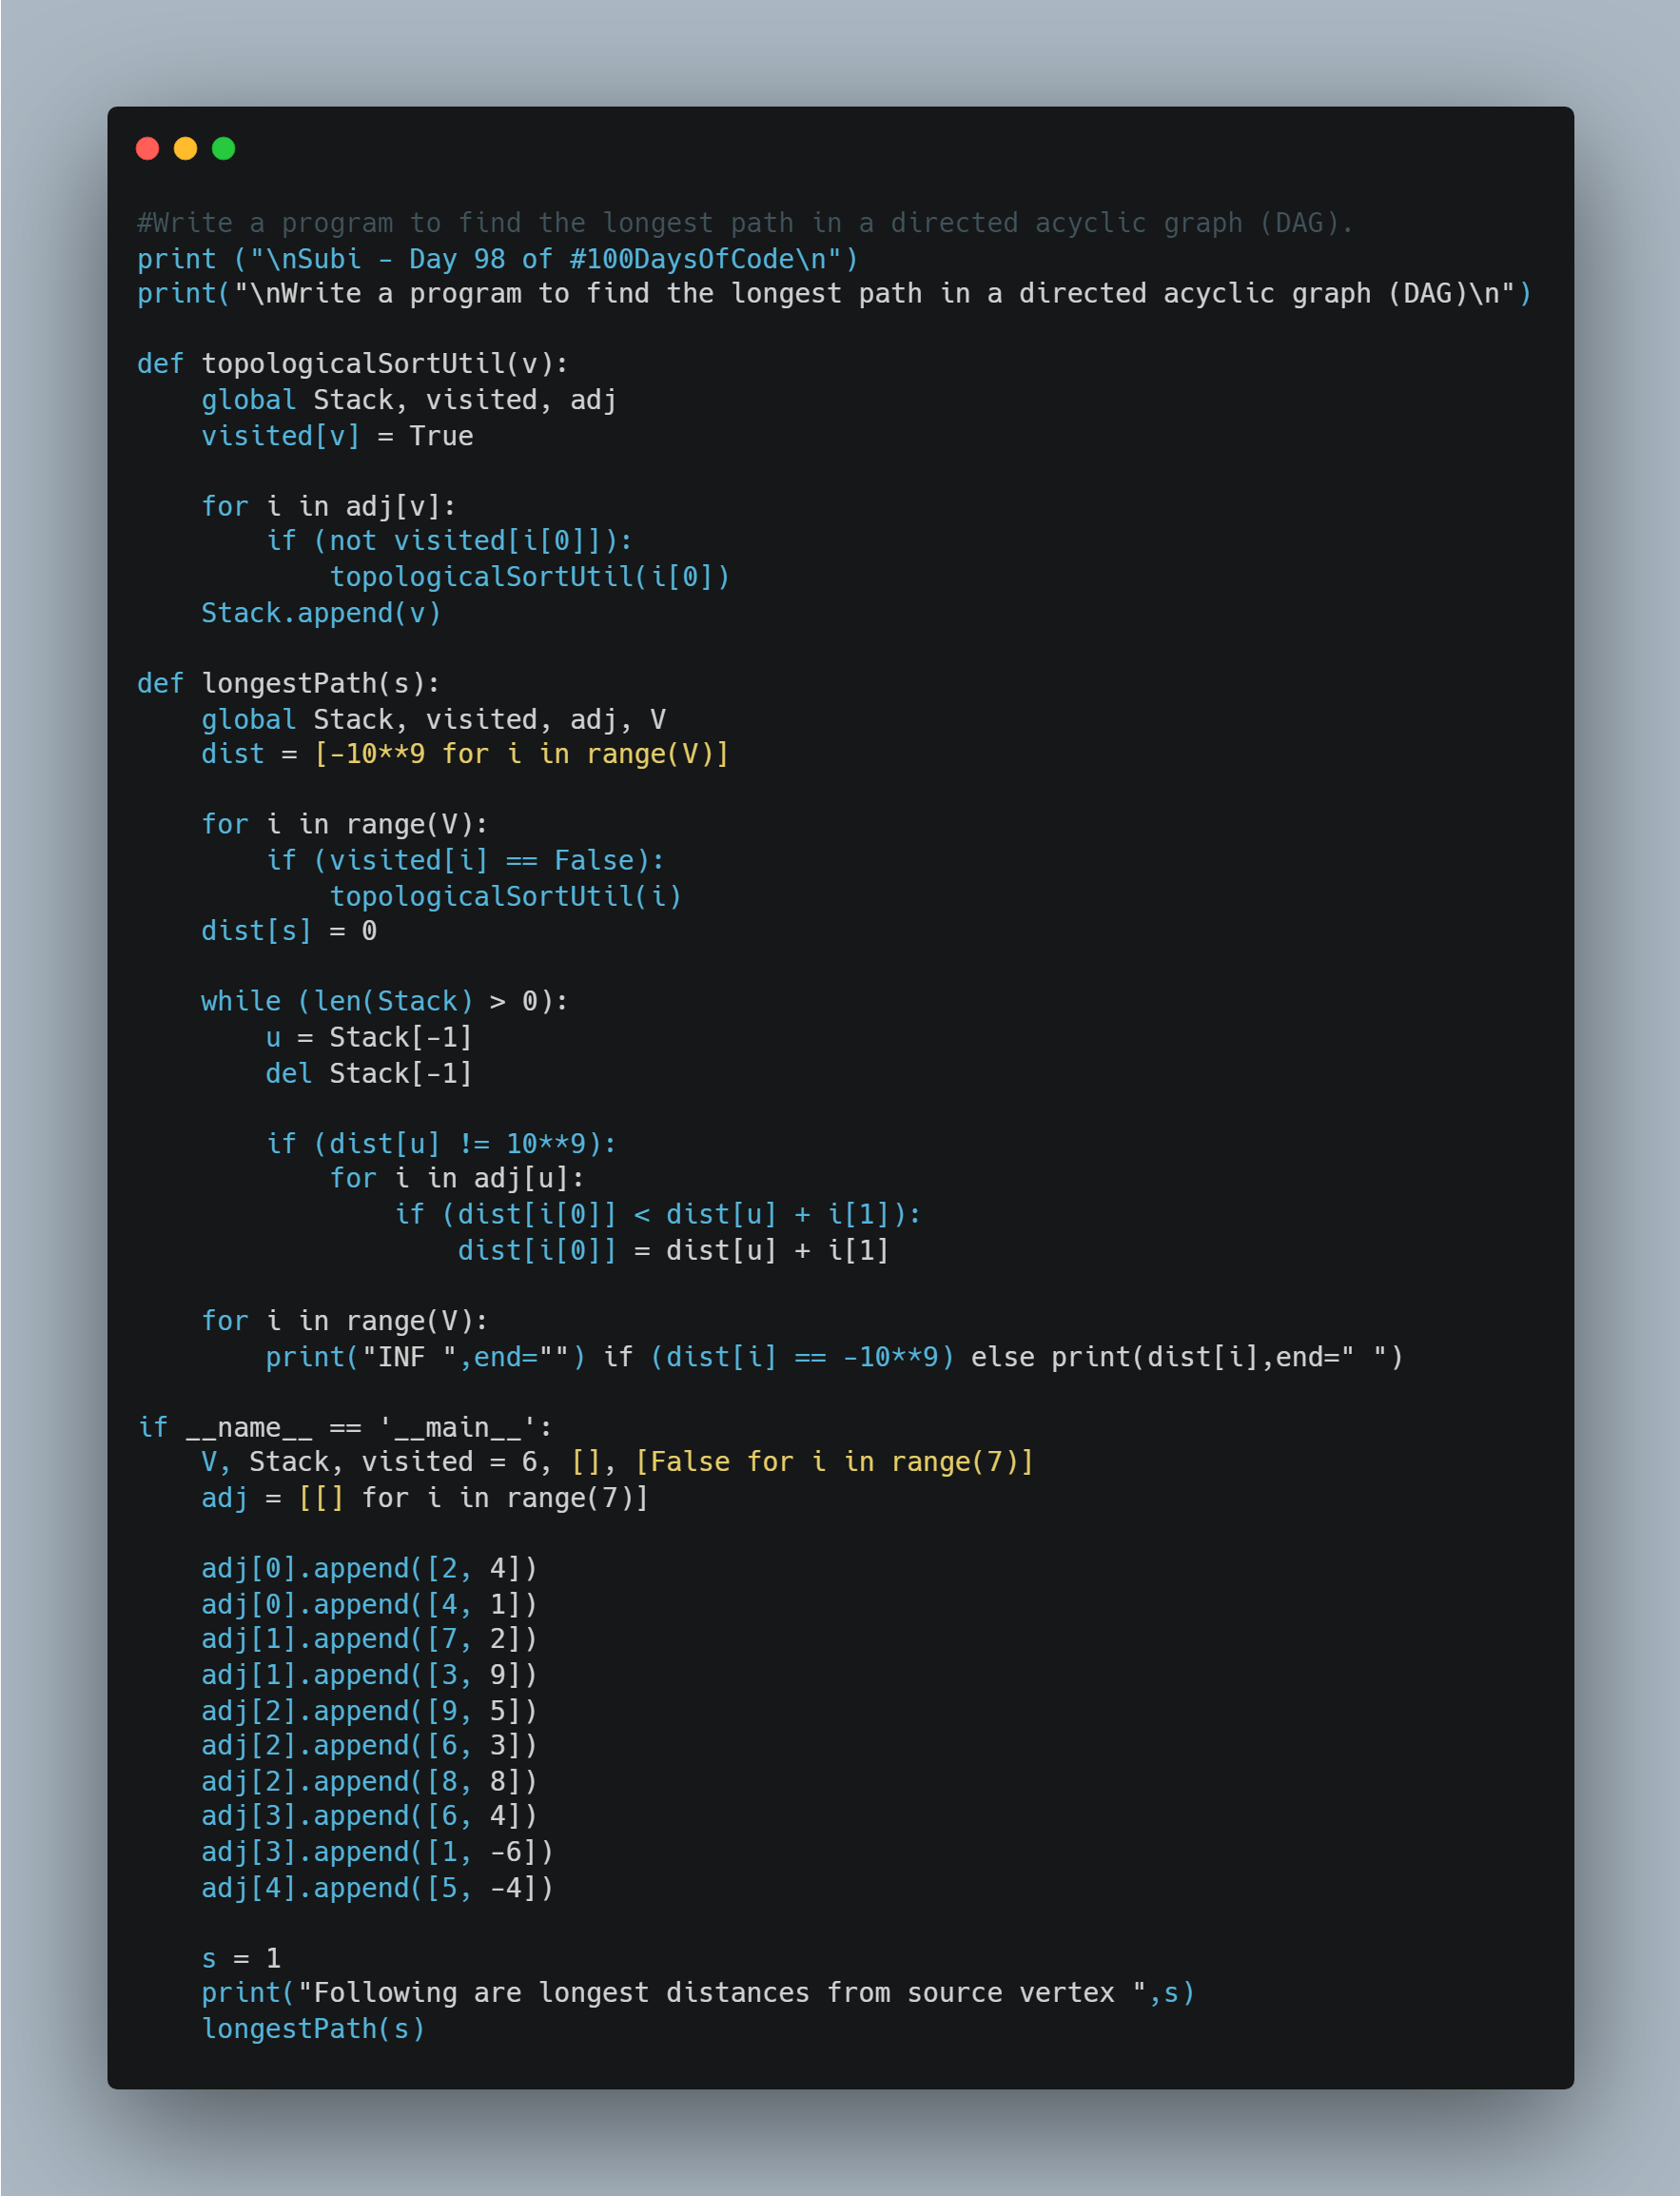 #Write a program to find the longest path in a directed acyclic graph (DAG).
print ("\nSubi - Day 98 of #100DaysOfCode\n")
print("\nWrite a program to find the longest path in a directed acyclic graph (DAG)\n")

def topologicalSortUtil(v):
    global Stack, visited, adj
    visited[v] = True

    for i in adj[v]:
        if (not visited[i[0]]):
            topologicalSortUtil(i[0])
    Stack.append(v)

def longestPath(s):
    global Stack, visited, adj, V
    dist = [-10**9 for i in range(V)]

    for i in range(V):
        if (visited[i] == False):
            topologicalSortUtil(i)
    dist[s] = 0

    while (len(Stack) > 0):
        u = Stack[-1]
        del Stack[-1]

        if (dist[u] != 10**9):
            for i in adj[u]:
                if (dist[i[0]] < dist[u] + i[1]):
                    dist[i[0]] = dist[u] + i[1]

    for i in range(V):
        print("INF ",end="") if (dist[i] == -10**9) else print(dist[i],end=" ")

if __name__ == '__main__':
    V, Stack, visited = 6, [], [False for i in range(7)]
    adj = [[] for i in range(7)]

    adj[0].append([2, 4])
    adj[0].append([4, 1])
    adj[1].append([7, 2])
    adj[1].append([3, 9])
    adj[2].append([9, 5])
    adj[2].append([6, 3])
    adj[2].append([8, 8])
    adj[3].append([6, 4])
    adj[3].append([1, -6])
    adj[4].append([5, -4])

    s = 1
    print("Following are longest distances from source vertex ",s)
    longestPath(s)